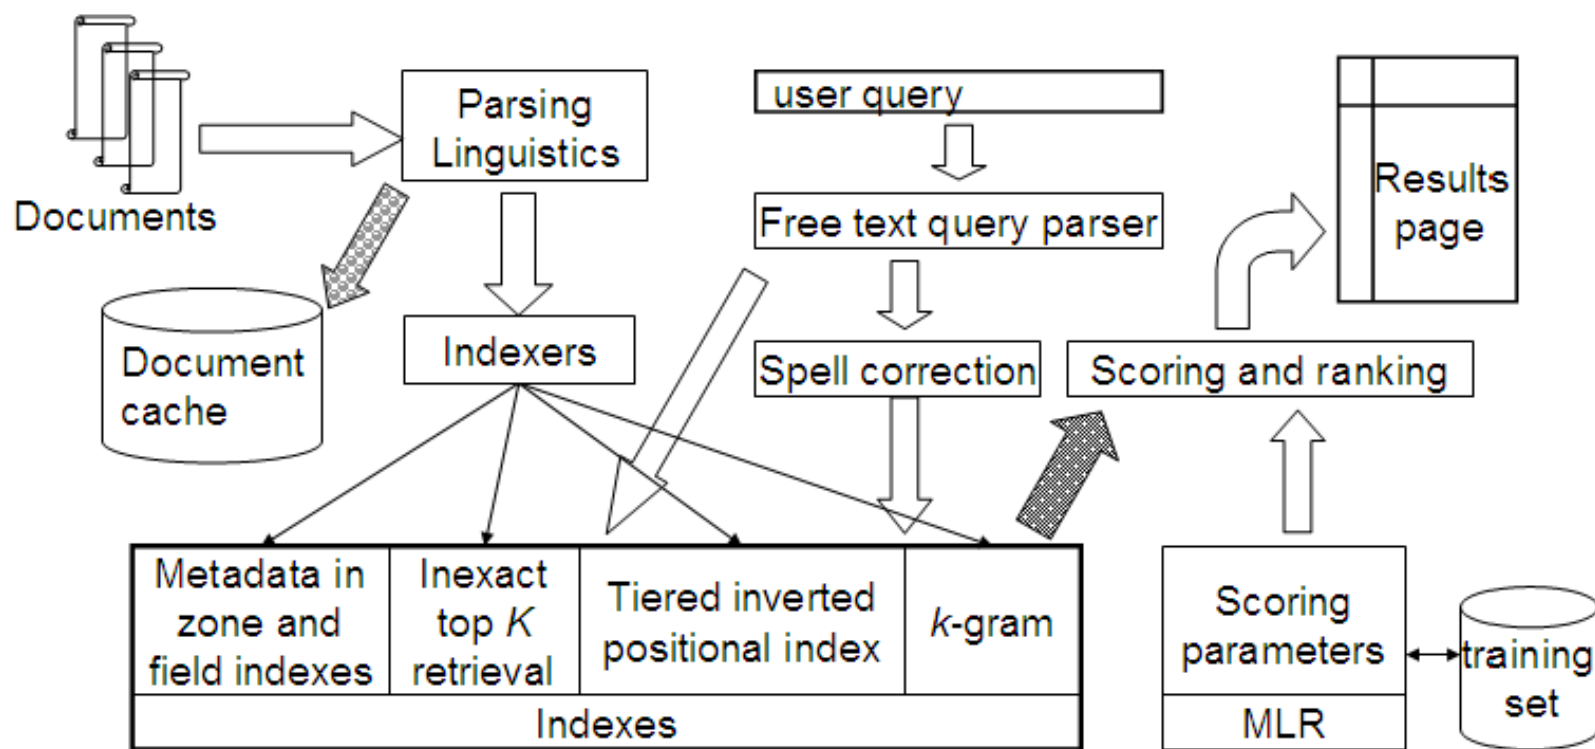 Documents
Parsing
Linguistics
user query
Results
page
Free text query parser
Document
cache
Indexers
Spell correction
Scoring and ranking
Metadata in
zone and
field indexes
Inexact
top K
retrieval
Tiered inverted
positional index
k-gram
Indexes
Scoring
parameters
MLR
training
set